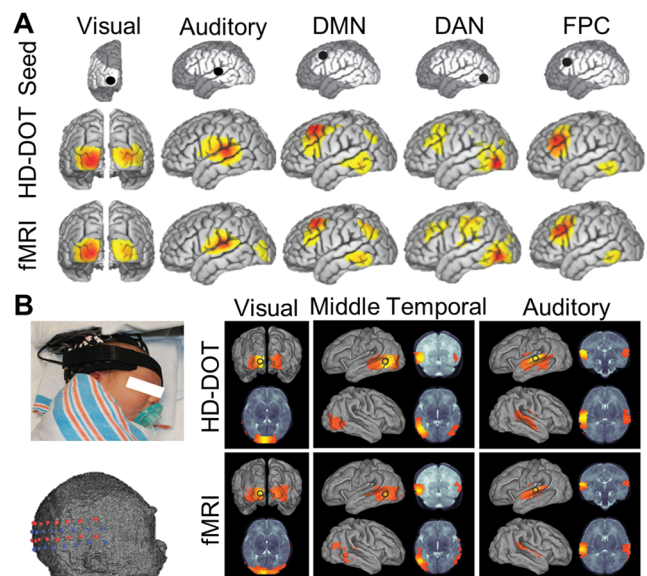 A
Visual Auditory DMN DAN FPC
Seed
HD-DOT
fMRI
B
Visual Middle Temporal Auditory
HD-DOT
fMRI